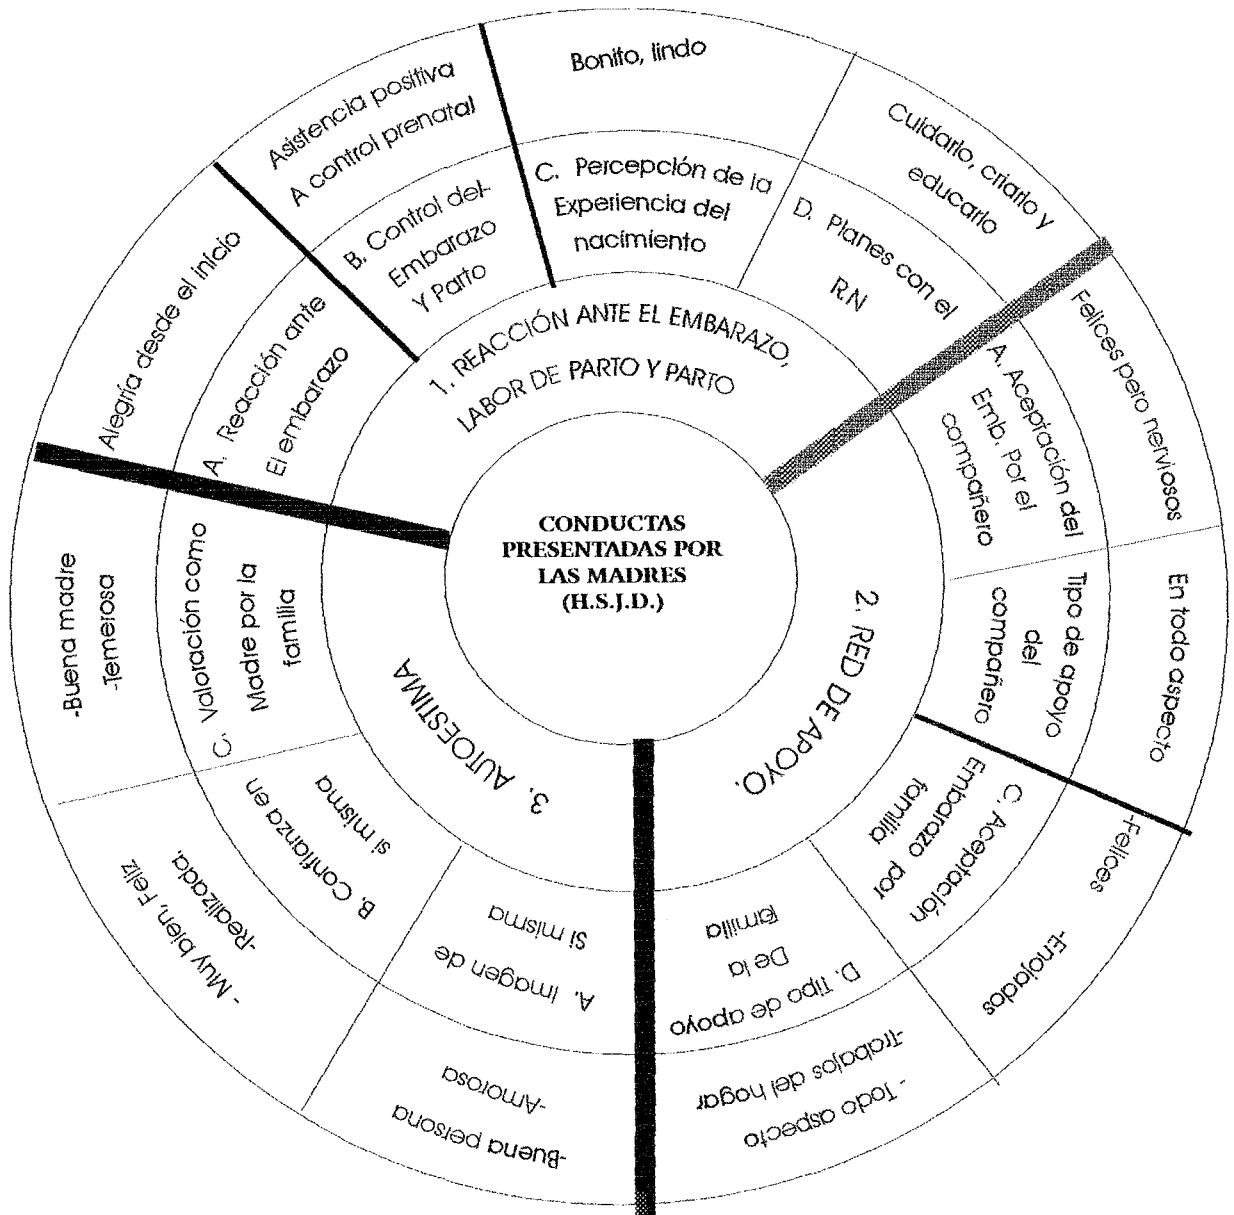 CONDUCTAS
PRESENTADAS POR
LAS MADRES
(H.S.J.D.)
1. REACCIÓN ANTE EL EMBARAZO,
LABOR DE PARTO Y PARTO
A. Reacción ante
El embarazo
Alegría desde el inicio
B. Control del-
Embarazo
Y Parto
Asistencia positiva
A control prenatal
C. Percepción de la
Experiencia del
nacimiento
Bonito, lindo
D. Planes con el
RN
Cuidarlo, criarlo y
educarlo
2. RED DE APOYO.
A. Aceptación del
Emb. Por el
compañero
Felices pero nerviosos
Tipo de apoyo
del
compañero
En todo aspecto
C. Aceptación
Embarazo por
familia
-Felices
-Enojados
D. Tipo de apoyo
De la
familia
-Trabajos del hogar
- Todo aspecto
3. AUTOESTIMA
A. Imagen de
Si misma
-Amorosa
-Buena persona
B. Confianza en
si misma
-Realizada,
- Muy bien, Feliz
C. Valoración como
Madre por la
familia
-Buena madre
-Temerosa